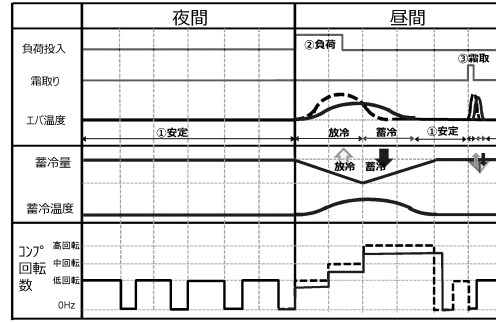 夜間
昼間
負荷投入
②負荷
③霜取
霜取り
エバ温度
①安定
放冷
蓄冷
①安定
蓄冷量
放冷
蓄冷
蓄冷温度
コンプ
回転
数
高回転
中回転
低回転
0Hz